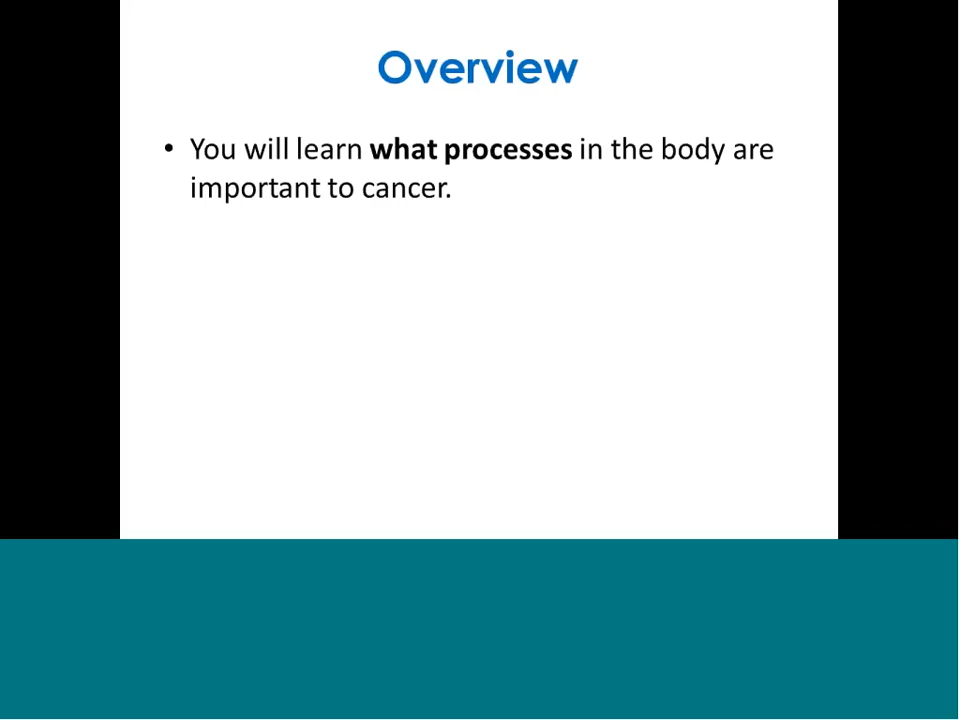 Overview
• You will learn what processes in the body are
important to cancer.